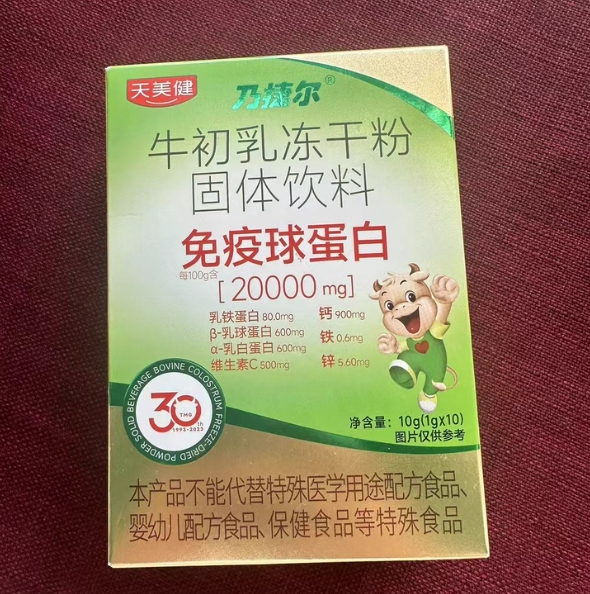 天美健
乃捷尔®
牛初乳冻干粉
固体饮料
免疫球蛋白
每100g含
[20000 mg]
乳铁蛋白 80.0mg 钙 900mg
β-乳球蛋白 600mg 铁 0.6mg
α-乳白蛋白 600mg
维生素C 500mg 锌 5.60mg
POWDER SOLID BEVERAGE BOVINE COLOSTRUM FREEZE-DRIED
30th
TMG
1993-2023
净含量：10g(1gx10)
图片仅供参考
本产品不能代替特殊医学用途配方食品、
婴幼儿配方食品、保健食品等特殊食品